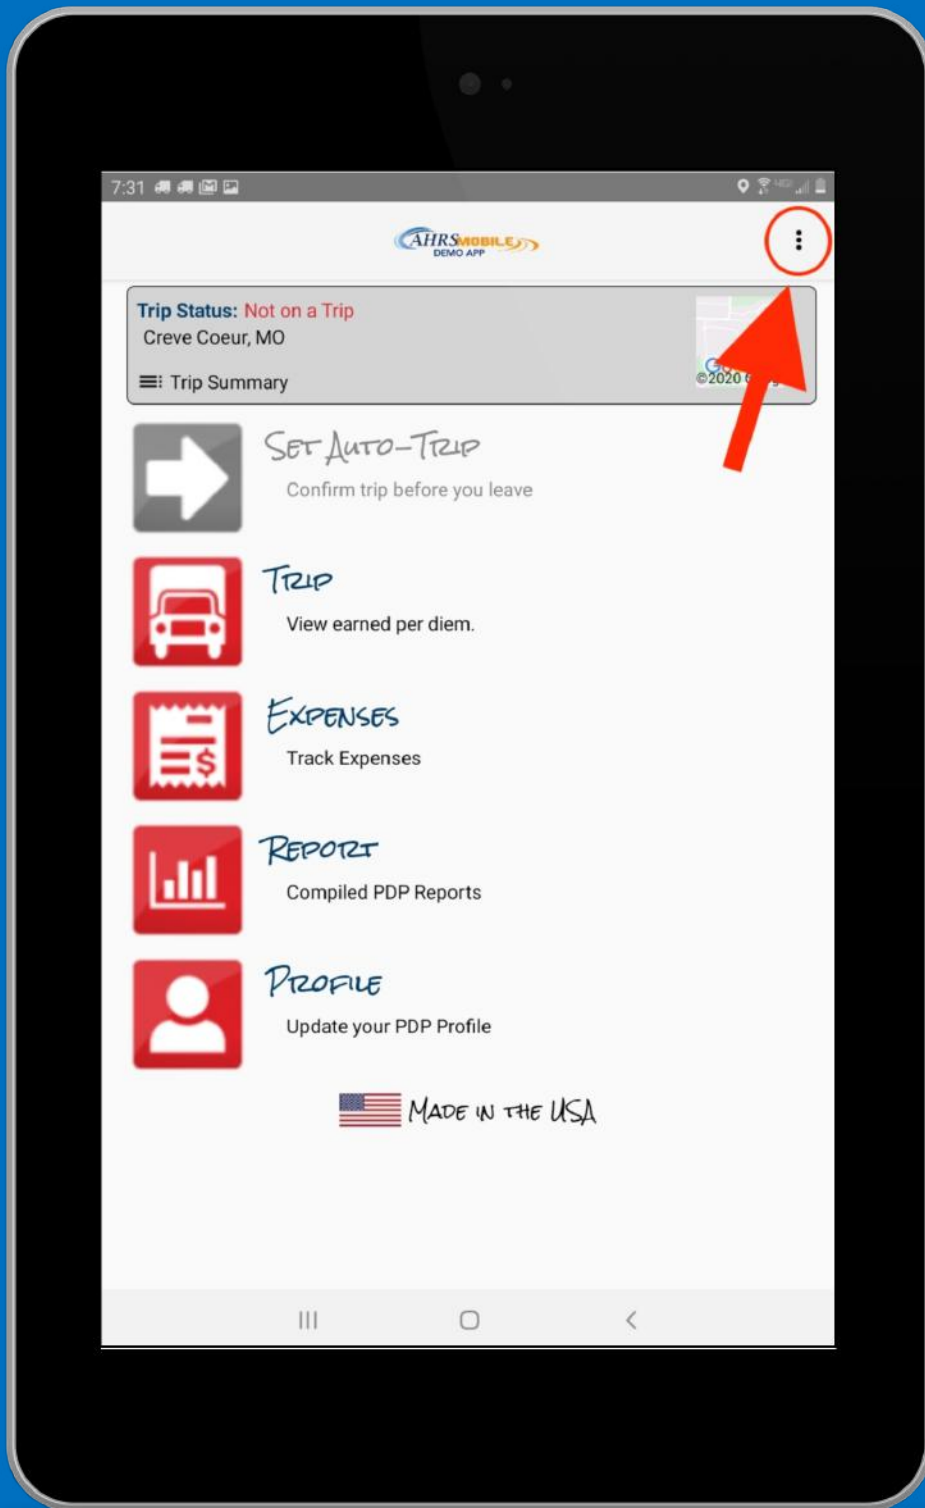 7:31
AHRSMOBILE
DEMO APP
Trip Status: Not on a Trip
Creve Coeur, MO
Trip Summary
©2020
SET AUTO-TRIP
Confirm trip before you leave
TRIP
View earned per diem.
EXPENSES
Track Expenses
$
REPORT
Compiled PDP Reports
PROFILE
Update your PDP Profile
MADE IN THE USA